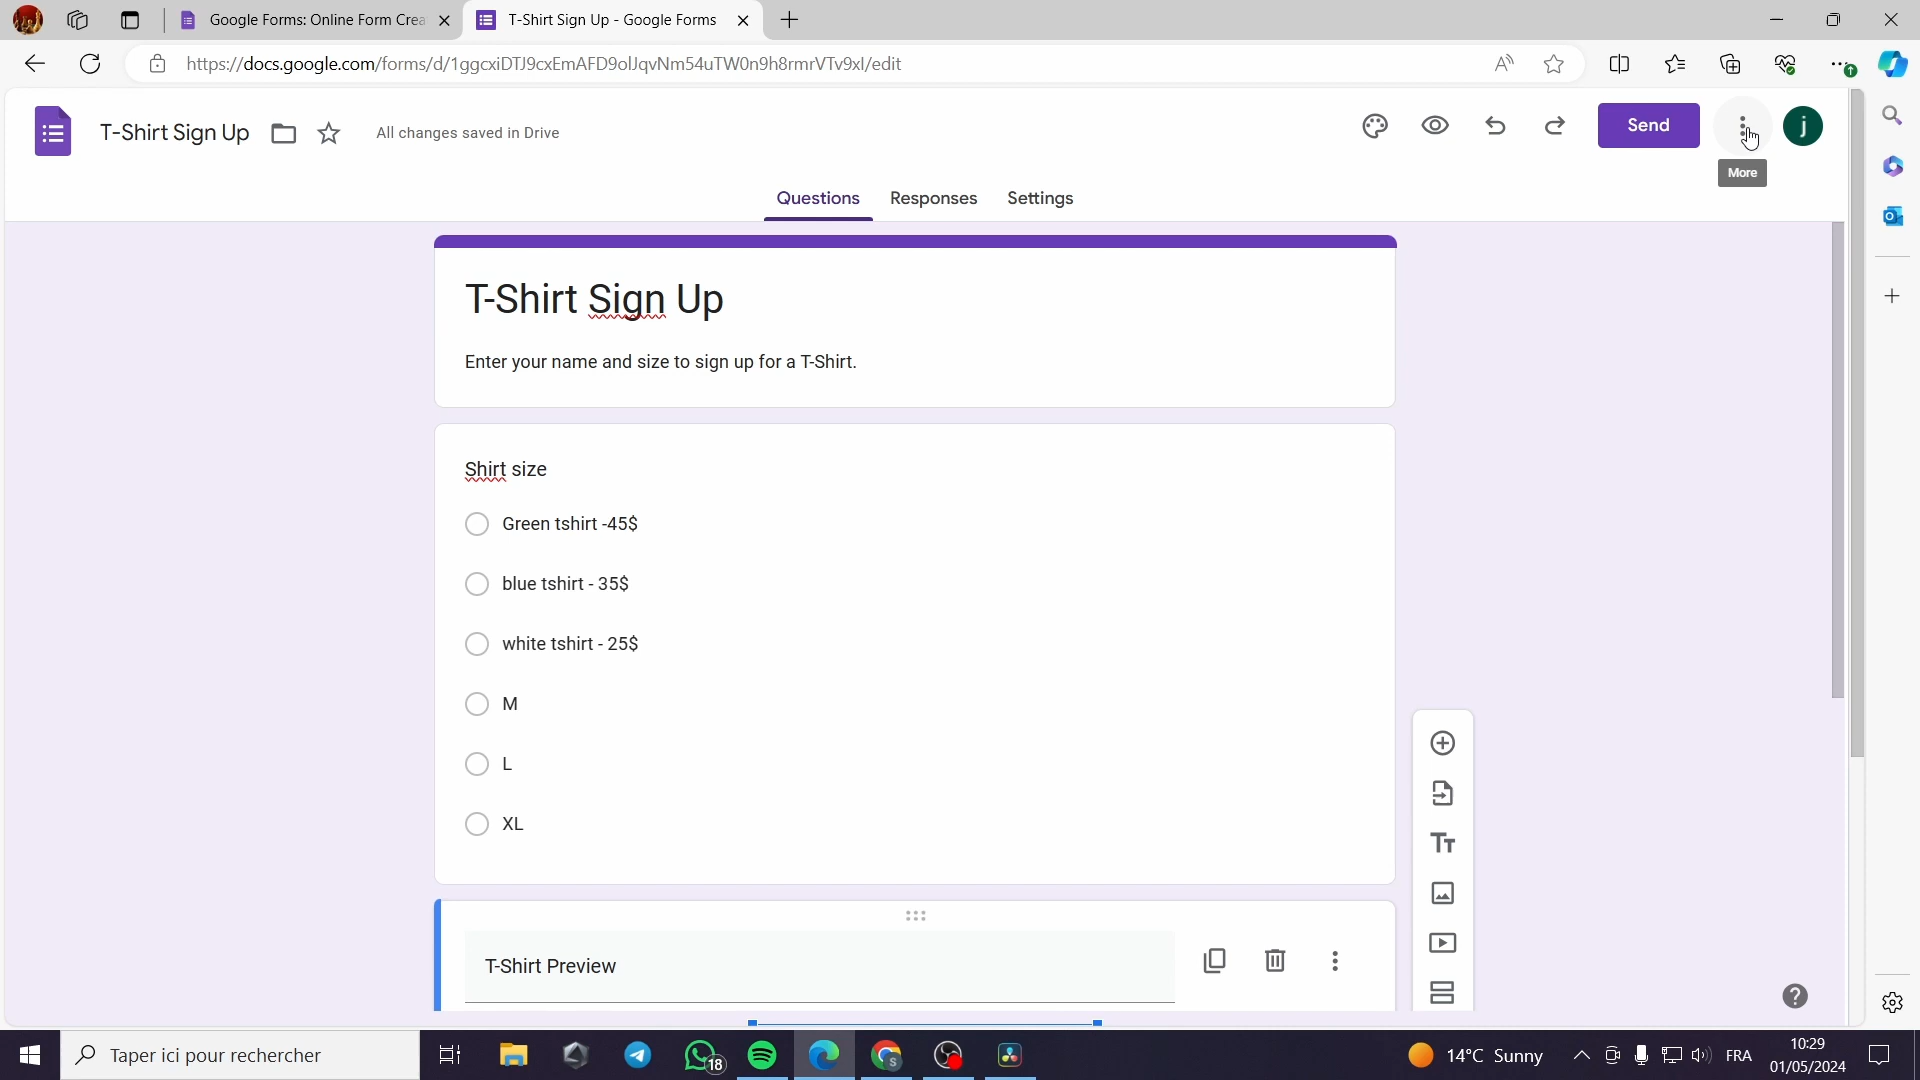 Google Forms: Online Form Crea
T-Shirt Sign Up - Google Forms
https://docs.google.com/forms/d/1ggcxiDTJ9cxEmAFD9olJqvNm54uTW0n9h8rmrVTv9xI/edit
T-Shirt Sign Up
All changes saved in Drive
Send
j
More
Questions
Responses
Settings
T-Shirt Sign Up
Enter your name and size to sign up for a T-Shirt.
Shirt size
Green tshirt -45$
blue tshirt - 35$
white tshirt - 25$
M
L
XL
T-Shirt Preview
Taper ici pour rechercher
18
S
14°C Sunny
FRA
10:29
01/05/2024